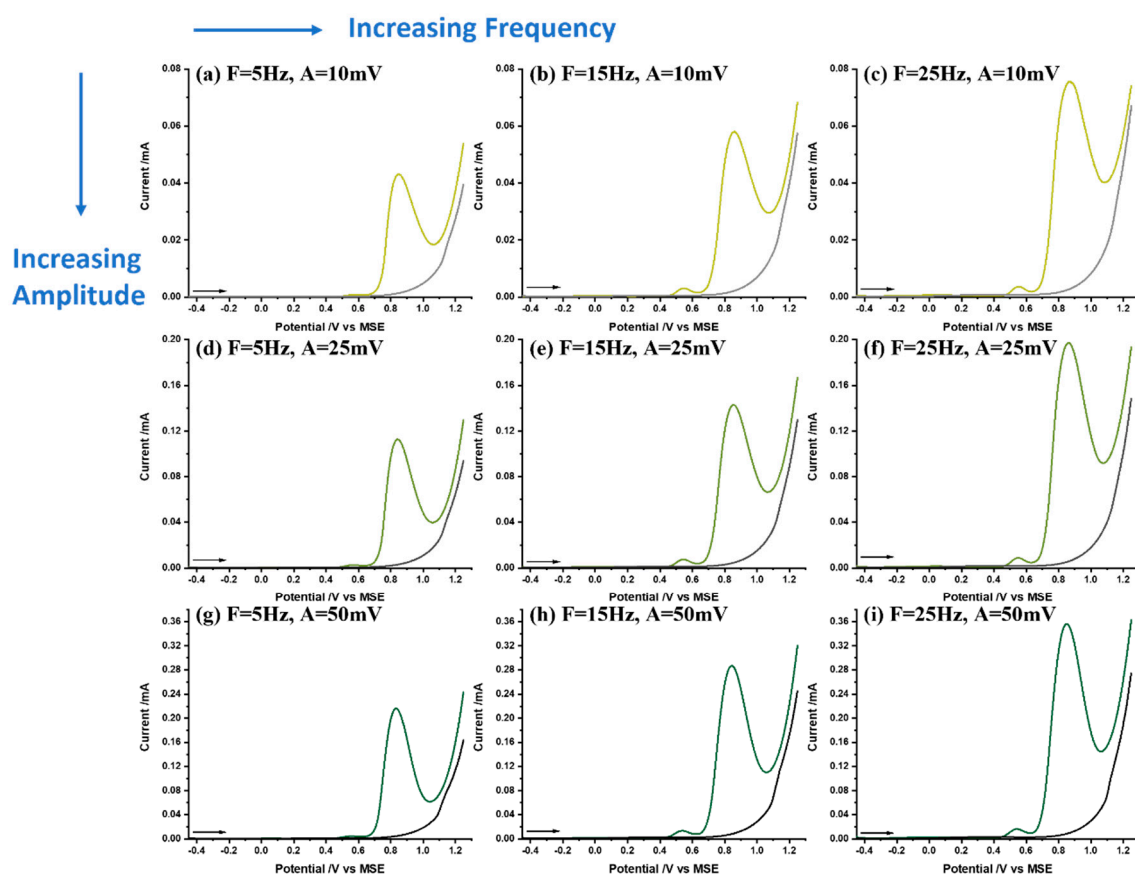 Increasing Frequency
Increasing
Amplitude
(a) F=5Hz, A=10mV
0.08
0.06
0.04
0.02
0.00
Current /mA
-0.4 -0.2 0.0 0.2 0.4 0.6 0.8 1.0 1.2
Potential /V vs MSE
(b) F=15Hz, A=10mV
0.08
0.06
0.04
0.02
0.00
Current /mA
-0.4 -0.2 0.0 0.2 0.4 0.6 0.8 1.0 1.2
Potential /V vs MSE
(c) F=25Hz, A=10mV
0.08
0.06
0.04
0.02
0.00
Current /mA
-0.4 -0.2 0.0 0.2 0.4 0.6 0.8 1.0 1.2
Potential /V vs MSE
(d) F=5Hz, A=25mV
0.20
0.16
0.12
0.08
0.04
0.00
Current /mA
-0.4 -0.2 0.0 0.2 0.4 0.6 0.8 1.0 1.2
Potential /V vs MSE
(e) F=15Hz, A=25mV
0.20
0.16
0.12
0.08
0.04
0.00
Current /mA
-0.4 -0.2 0.0 0.2 0.4 0.6 0.8 1.0 1.2
Potential /V vs MSE
(f) F=25Hz, A=25mV
0.20
0.16
0.12
0.08
0.04
0.00
Current /mA
-0.4 -0.2 0.0 0.2 0.4 0.6 0.8 1.0 1.2
Potential /V vs MSE
(g) F=5Hz, A=50mV
0.36
0.32
0.28
0.24
0.20
0.16
0.12
0.08
0.04
0.00
Current /mA
-0.4 -0.2 0.0 0.2 0.4 0.6 0.8 1.0 1.2
Potential /V vs MSE
(h) F=15Hz, A=50mV
0.36
0.32
0.28
0.24
0.20
0.16
0.12
0.08
0.04
0.00
Current /mA
-0.4 -0.2 0.0 0.2 0.4 0.6 0.8 1.0 1.2
Potential /V vs MSE
(i) F=25Hz, A=50mV
0.36
0.32
0.28
0.24
0.20
0.16
0.12
0.08
0.04
0.00
Current /mA
-0.4 -0.2 0.0 0.2 0.4 0.6 0.8 1.0 1.2
Potential /V vs MSE